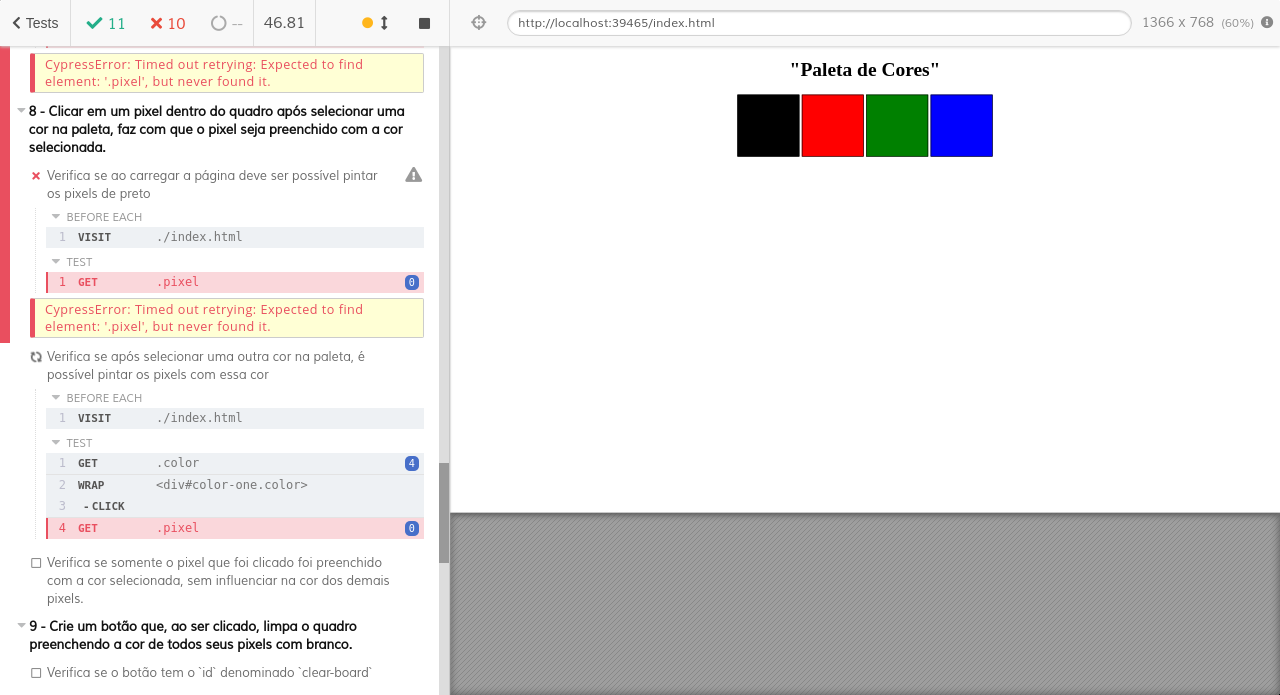 Tests
11
10
--
46.81
http://localhost:39465/index.html
1366 x 768 (60%)
CypressError: Timed out retrying: Expected to find
element: '.pixel', but never found it.
8 - Clicar em um pixel dentro do quadro após selecionar uma
cor na paleta, faz com que o pixel seja preenchido com a cor
selecionada.
Verifica se ao carregar a página deve ser possível pintar
os pixels de preto
BEFORE EACH
1 VISIT ./index.html
TEST
1 GET .pixel 0
CypressError: Timed out retrying: Expected to find
element: '.pixel', but never found it.
Verifica se após selecionar uma outra cor na paleta, é
possível pintar os pixels com essa cor
BEFORE EACH
1 VISIT ./index.html
TEST
1 GET .color 4
2 WRAP <div#color-one.color>
3 - CLICK
4 GET .pixel 0
Verifica se somente o pixel que foi clicado foi preenchido
com a cor selecionada, sem influenciar na cor dos demais
pixels.
9 - Crie um botão que, ao ser clicado, limpa o quadro
preenchendo a cor de todos seus pixels com branco.
Verifica se o botão tem o `id` denominado `clear-board`
"Paleta de Cores"